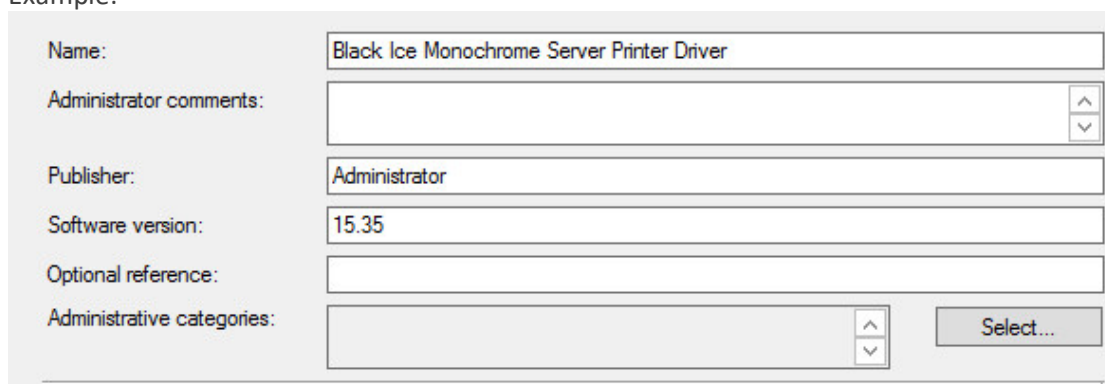 Example:
Name: Black Ice Monochrome Server Printer Driver
Administrator comments:
Publisher: Administrator
Software version: 15.35
Optional reference:
Administrative categories: Select...